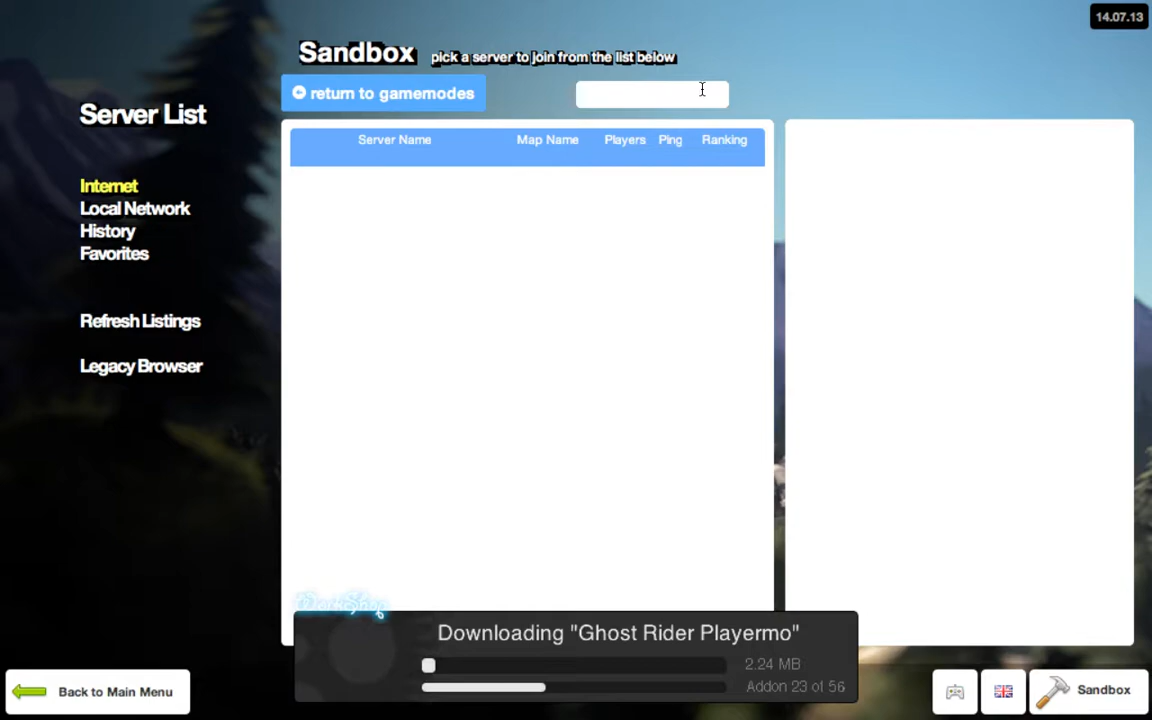 14.07.13
Sandbox pick a server to join from the list below
return to gamemodes
Server List
Server Name Map Name Players Ping Ranking
Internet
Local Network
History
Favorites
Refresh Listings
Legacy Browser
WorkShop
Downloading "Ghost Rider Playermo"
2.24 MB
Addon 23 of 56
Back to Main Menu
Sandbox